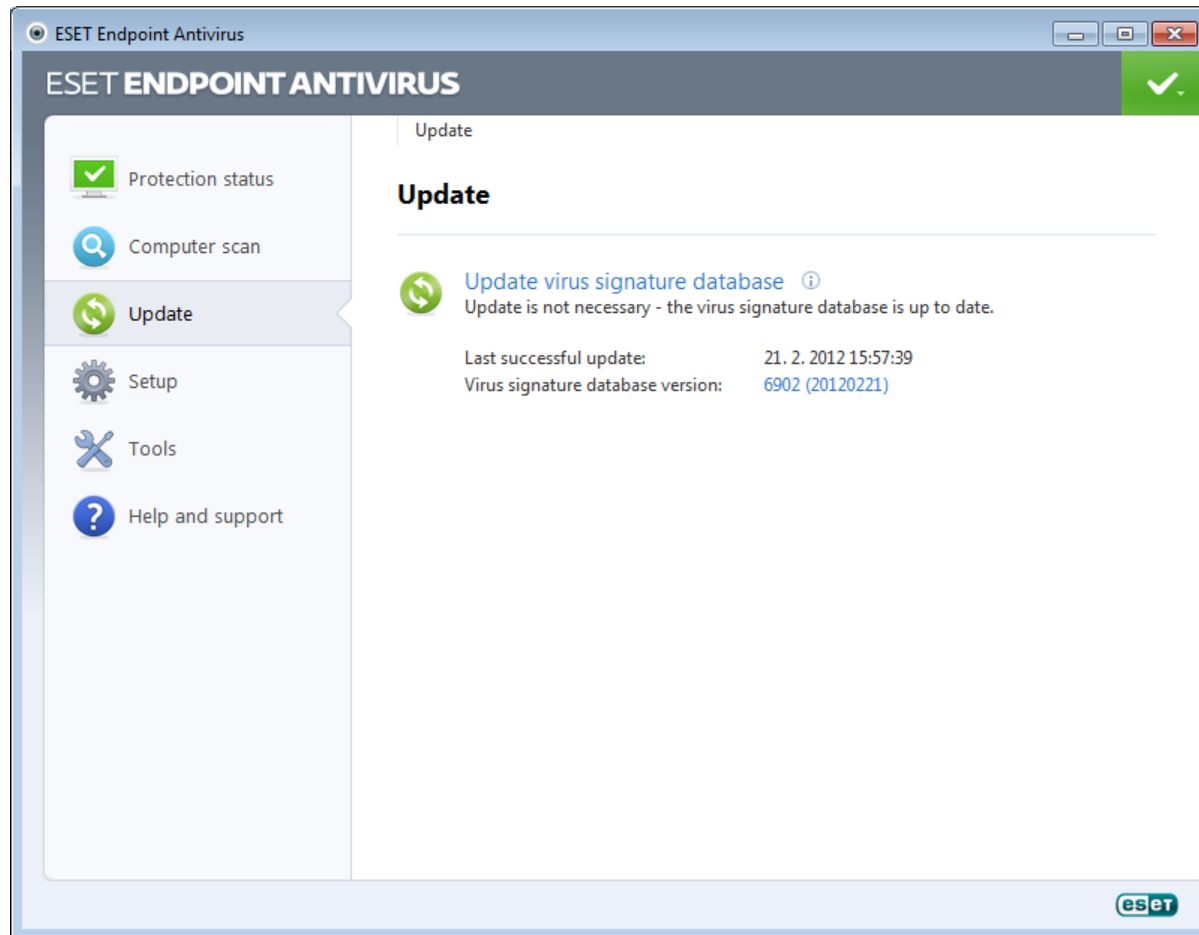 ESET Endpoint Antivirus
ESET ENDPOINT ANTIVIRUS
Update
Protection status
Update
Computer scan
Update virus signature database
Update is not necessary - the virus signature database is up to date.
Update
Last successful update: 21. 2. 2012 15:57:39
Virus signature database version: 6902 (20120221)
Setup
Tools
Help and support
eset